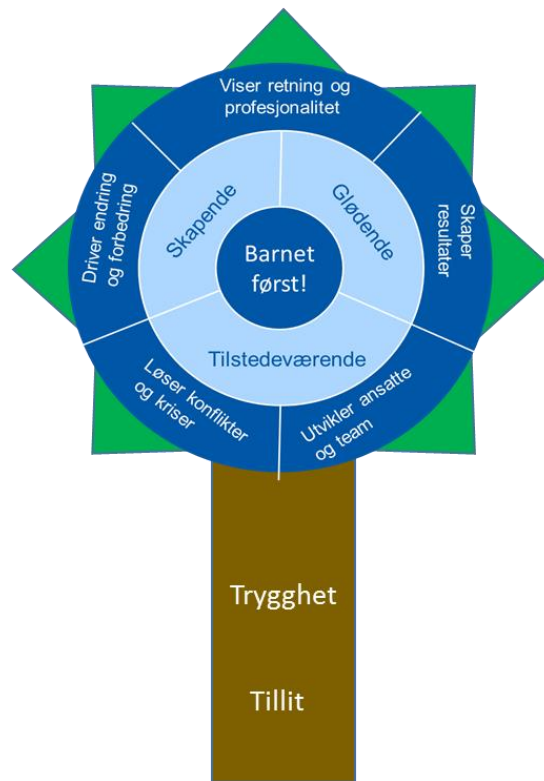 Viser retning og
profesjonalitet
Driver endring
og forbedring
Skapende
Glødende
Skaper
resultater
Barnet
først!
Tilstedeværende
Løser konflikter
og kriser
Utvikler ansatte
og team
Trygghet
Tillit